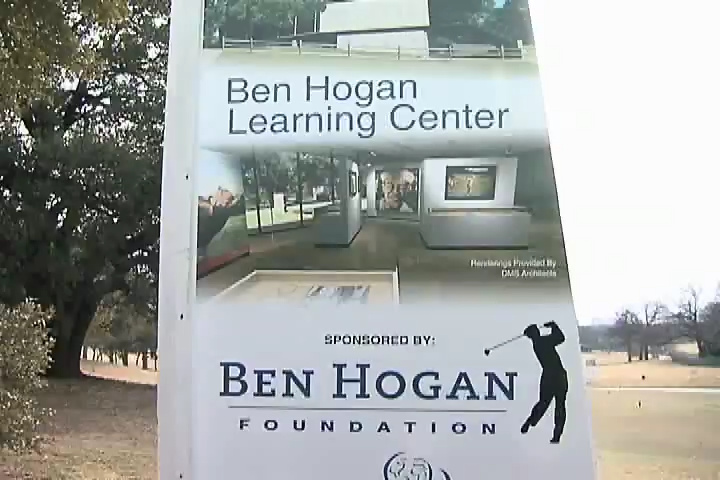 Ben Hogan
Learning Center
Renderings Provided By
DMS Architects
SPONSORED BY:
BEN HOGAN
FOUNDATION